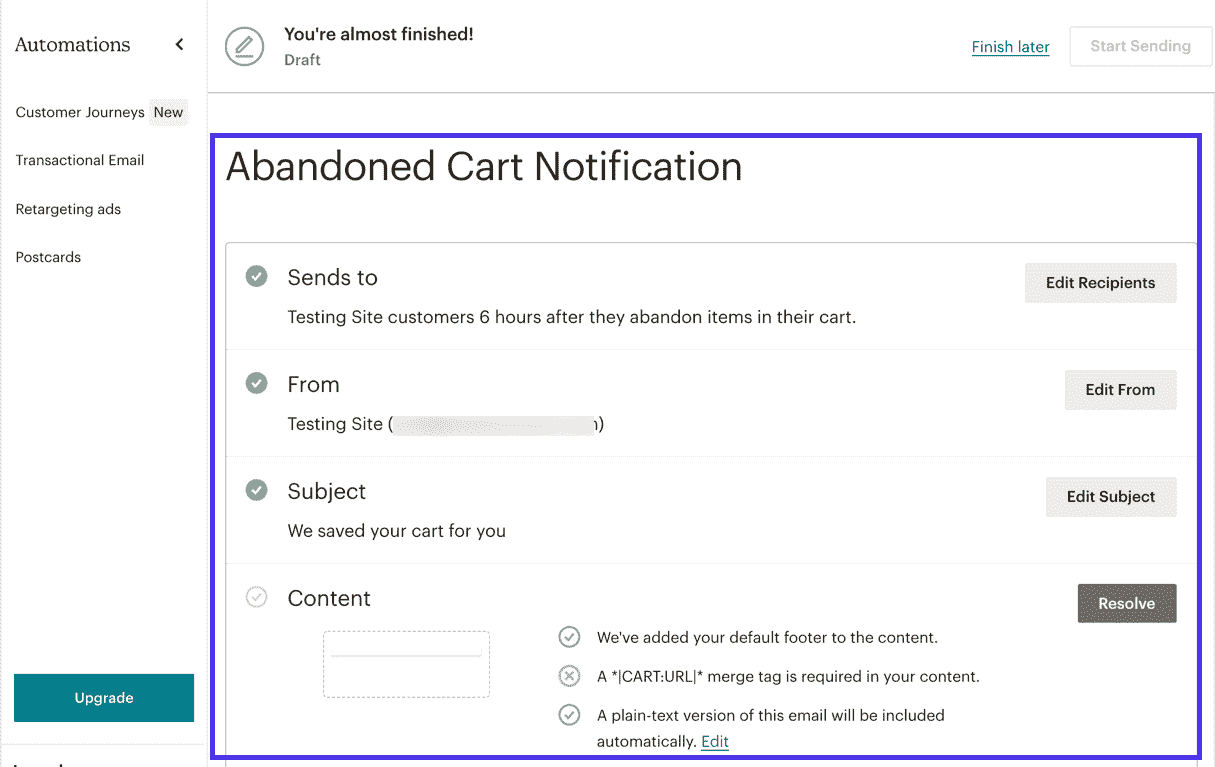 Automations
Customer Journeys New
Transactional Email
Retargeting ads
Postcards
Upgrade
You're almost finished!
Draft
Finish later
Start Sending
Abandoned Cart Notification
Sends to
Testing Site customers 6 hours after they abandon items in their cart.
Edit Recipients
From
Testing Site (
)
Edit From
Subject
We saved your cart for you
Edit Subject
Content
Resolve
We've added your default footer to the content.
A *|CART:URL|* merge tag is required in your content.
A plain-text version of this email will be included
automatically. Edit